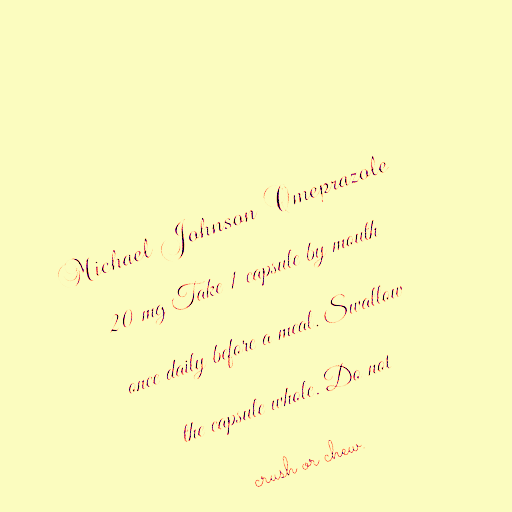 Michael Johnson Omeprazole
20 mg Take 1 capsule by mouth
once daily before a meal. Swallow
the capsule whole. Do not
crush or chew.